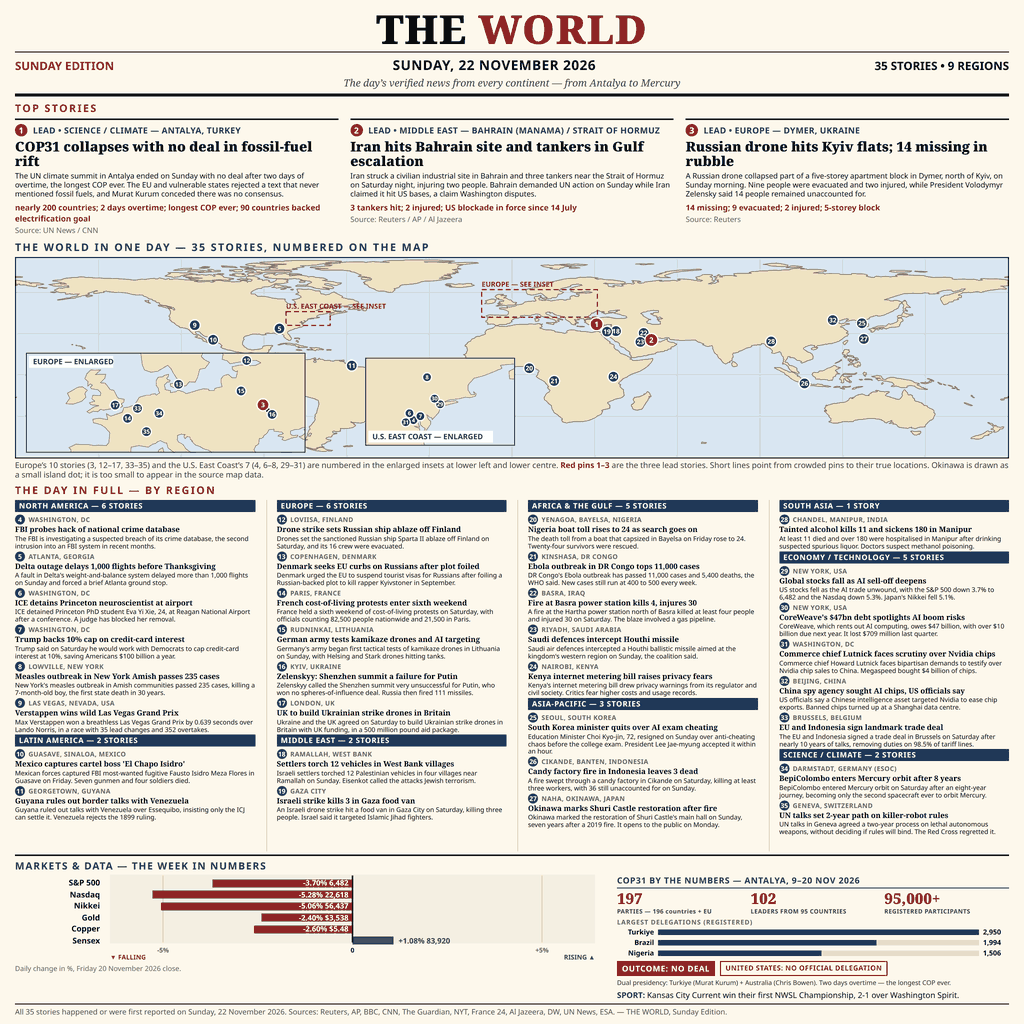 THE WORLD
SUNDAY EDITION
SUNDAY, 22 NOVEMBER 2026
35 STORIES • 9 REGIONS
The day's verified news from every continent — from Antalya to Mercury
TOP STORIES
1 LEAD • SCIENCE / CLIMATE — ANTALYA, TURKEY
COP31 collapses with no deal in fossil-fuel
rift
The UN climate summit in Antalya ended on Sunday with no deal after two days of
overtime, the longest COP ever. The EU and vulnerable states rejected a text that never
mentioned fossil fuels, and Murat Kurum conceded there was no consensus.
nearly 200 countries; 2 days overtime; longest COP ever; 90 countries backed
electrification goal
Source: UN News / CNN
2 LEAD • MIDDLE EAST — BAHRAIN (MANAMA) / STRAIT OF HORMUZ
Iran hits Bahrain site and tankers in Gulf
escalation
Iran struck a civilian industrial site in Bahrain and three tankers near the Strait of Hormuz
on Saturday night, injuring two people. Bahrain demanded UN action on Sunday while Iran
claimed it hit US bases, a claim Washington disputes.
3 tankers hit; 2 injured; US blockade in force since 14 July
Source: Reuters / AP / Al Jazeera
3 LEAD • EUROPE — DYMER, UKRAINE
Russian drone hits Kyiv flats; 14 missing in
rubble
A Russian drone collapsed part of a five-storey apartment block in Dymer, north of Kyiv, on
Sunday morning. Nine people were evacuated and two injured, while President Volodymyr
Zelensky said 14 people remained unaccounted for.
14 missing; 9 evacuated; 2 injured; 5-storey block
Source: Reuters
THE WORLD IN ONE DAY — 35 STORIES, NUMBERED ON THE MAP
EUROPE — SEE INSET
U.S. EAST COAST — SEE INSET
EUROPE — ENLARGED
U.S. EAST COAST — ENLARGED
Europe's 10 stories (3, 12–17, 33–35) and the U.S. East Coast's 7 (4, 6–8, 29–31) are numbered in the enlarged insets at lower left and lower centre. Red pins 1–3 are the three lead stories. Short lines point from crowded pins to their true locations. Okinawa is drawn as
a small island dot; it is too small to appear in the source map data.
THE DAY IN FULL — BY REGION
NORTH AMERICA — 6 STORIES
4 WASHINGTON, DC
FBI probes hack of national crime database
The FBI is investigating a suspected breach of its crime database, the second
intrusion into an FBI system in recent months.
5 ATLANTA, GEORGIA
Delta outage delays 1,000 flights before Thanksgiving
A fault in Delta's weight-and-balance system delayed more than 1,000 flights
on Sunday and forced a brief Atlanta ground stop.
6 WASHINGTON, DC
ICE detains Princeton neuroscientist at airport
ICE detained Princeton PhD student Eva Yi Xie, 24, at Reagan National Airport
after a conference. A judge has blocked her removal.
7 WASHINGTON, DC
Trump backs 10% cap on credit-card interest
Trump said on Saturday he would work with Democrats to cap credit-card
interest at 10%, saving Americans $100 billion a year.
8 LOWVILLE, NEW YORK
Measles outbreak in New York Amish passes 235 cases
New York's measles outbreak in Amish communities passed 235 cases, killing a
7-month-old boy, the first state death in 30 years.
9 LAS VEGAS, NEVADA, USA
Verstappen wins wild Las Vegas Grand Prix
Max Verstappen won a breathless Las Vegas Grand Prix by 0.639 seconds over
Lando Norris, in a race with 35 lead changes and 352 overtakes.
LATIN AMERICA — 2 STORIES
10 GUASAVE, SINALOA, MEXICO
Mexico captures cartel boss 'El Chapo Isidro'
Mexican forces captured FBI most-wanted fugitive Fausto Isidro Meza Flores in
Guasave on Friday. Seven gunmen and four soldiers died.
11 GEORGETOWN, GUYANA
Guyana rules out border talks with Venezuela
Guyana ruled out talks with Venezuela over Essequibo, insisting only the ICJ
can settle it. Venezuela rejects the 1899 ruling.
EUROPE — 6 STORIES
12 LOVIISA, FINLAND
Drone strike sets Russian ship ablaze off Finland
Drones set the sanctioned Russian ship Sparta II ablaze off Finland on
Saturday, and its 16 crew were evacuated.
13 COPENHAGEN, DENMARK
Denmark seeks EU curbs on Russians after plot foiled
Denmark urged the EU to suspend tourist visas for Russians after foiling a
Russian-backed plot to kill rapper Kyivstoner in September.
14 PARIS, FRANCE
French cost-of-living protests enter sixth weekend
France held a sixth weekend of cost-of-living protests on Saturday, with
officials counting 82,500 people nationwide and 21,500 in Paris.
15 RUDNINKAI, LITHUANIA
German army tests kamikaze drones and AI targeting
Germany's army began first tactical tests of kamikaze drones in Lithuania
on Sunday, with Helsing and Stark drones hitting tanks.
16 KYIV, UKRAINE
Zelenskyy: Shenzhen summit a failure for Putin
Zelenskyy called the Shenzhen summit very unsuccessful for Putin, who
won no spheres-of-influence deal. Russia then fired 111 missiles.
17 LONDON, UK
UK to build Ukrainian strike drones in Britain
Ukraine and the UK agreed on Saturday to build Ukrainian strike drones in
Britain with UK funding, in a 500 million pound aid package.
MIDDLE EAST — 2 STORIES
18 RAMALLAH, WEST BANK
Settlers torch 12 vehicles in West Bank villages
Israeli settlers torched 12 Palestinian vehicles in four villages near
Ramallah on Sunday. Eisenkot called the attacks Jewish terrorism.
19 GAZA CITY
Israeli strike kills 3 in Gaza food van
An Israeli drone strike hit a food van in Gaza City on Saturday, killing three
people. Israel said it targeted Islamic Jihad fighters.
AFRICA & THE GULF — 5 STORIES
20 YENAGOA, BAYELSA, NIGERIA
Nigeria boat toll rises to 24 as search goes on
The death toll from a boat that capsized in Bayelsa on Friday rose to 24.
Twenty-four survivors were rescued.
21 KINSHASA, DR CONGO
Ebola outbreak in DR Congo tops 11,000 cases
DR Congo's Ebola outbreak has passed 11,000 cases and 5,400 deaths, the
WHO said. New cases still run at 400 to 500 every week.
22 BASRA, IRAQ
Fire at Basra power station kills 4, injures 30
A fire at the Hartha power station north of Basra killed at least four people
and injured 30 on Saturday. The blaze involved a gas pipeline.
23 RIYADH, SAUDI ARABIA
Saudi defences intercept Houthi missile
Saudi air defences intercepted a Houthi ballistic missile aimed at the
kingdom's western region on Sunday, the coalition said.
24 NAIROBI, KENYA
Kenya internet metering bill raises privacy fears
Kenya's internet metering bill drew privacy warnings from its regulator and
civil society. Critics fear higher costs and usage records.
ASIA-PACIFIC — 3 STORIES
25 SEOUL, SOUTH KOREA
South Korea minister quits over AI exam cheating
Education Minister Choi Kyo-jin, 72, resigned on Sunday over anti-cheating
chaos before the college exam. President Lee Jae-myung accepted it within
an hour.
26 CIKANDE, BANTEN, INDONESIA
Candy factory fire in Indonesia leaves 3 dead
A fire swept through a candy factory in Cikande on Saturday, killing at least
three workers, with 36 still unaccounted for on Sunday.
27 NAHA, OKINAWA, JAPAN
Okinawa marks Shuri Castle restoration after fire
Okinawa marked the restoration of Shuri Castle's main hall on Sunday,
seven years after a 2019 fire. It opens to the public on Monday.
SOUTH ASIA — 1 STORY
28 CHANDEL, MANIPUR, INDIA
Tainted alcohol kills 11 and sickens 180 in Manipur
At least 11 died and over 180 were hospitalised in Manipur after drinking
suspected spurious liquor. Doctors suspect methanol poisoning.
ECONOMY / TECHNOLOGY — 5 STORIES
29 NEW YORK, USA
Global stocks fall as AI sell-off deepens
US stocks fell as the AI trade unwound, with the S&P 500 down 3.7% to
6,482 and the Nasdaq down 5.3%. Japan's Nikkei fell 5.1%.
30 NEW YORK, USA
CoreWeave's $47bn debt spotlights AI boom risks
CoreWeave, which rents out AI computing, owes $47 billion, with over $10
billion due next year. It lost $709 million last quarter.
31 WASHINGTON, DC
Commerce chief Lutnick faces scrutiny over Nvidia chips
Commerce chief Howard Lutnick faces bipartisan demands to testify over
Nvidia chip sales to China. Megaspeed bought $4 billion of chips.
32 BEIJING, CHINA
China spy agency sought AI chips, US officials say
US officials say a Chinese intelligence asset targeted Nvidia to ease chip
exports. Banned chips turned up at a Shanghai data centre.
33 BRUSSELS, BELGIUM
EU and Indonesia sign landmark trade deal
The EU and Indonesia signed a trade deal in Brussels on Saturday after
nearly 10 years of talks, removing duties on 98.5% of tariff lines.
SCIENCE / CLIMATE — 2 STORIES
34 DARMSTADT, GERMANY (ESOC)
BepiColombo enters Mercury orbit after 8 years
BepiColombo entered Mercury orbit on Saturday after an eight-year
journey, becoming only the second spacecraft ever to orbit Mercury.
35 GENEVA, SWITZERLAND
UN talks set 2-year path on killer-robot rules
UN talks in Geneva agreed a two-year process on lethal autonomous
weapons, without deciding if rules will bind. The Red Cross regretted it.
MARKETS & DATA — THE WEEK IN NUMBERS
S&P 500 -3.70% 6,482
Nasdaq -5.28% 22,618
Nikkei -5.06% 56,437
Gold -2.40% $3,538
Copper -2.60% $5.48
Sensex +1.08% 83,920
-5% 0 +5%
▼ FALLING RISING ▲
Daily change in %, Friday 20 November 2026 close.
COP31 BY THE NUMBERS — ANTALYA, 9–20 NOV 2026
197 102 95,000+
PARTIES — 196 countries + EU LEADERS FROM 95 COUNTRIES REGISTERED PARTICIPANTS
LARGEST DELEGATIONS (REGISTERED)
Turkiye 2,950
Brazil 1,994
Nigeria 1,506
OUTCOME: NO DEAL UNITED STATES: NO OFFICIAL DELEGATION
Dual presidency: Turkiye (Murat Kurum) + Australia (Chris Bowen). Two days overtime — the longest COP ever.
SPORT: Kansas City Current win their first NWSL Championship, 2-1 over Washington Spirit.
All 35 stories happened or were first reported on Sunday, 22 November 2026. Sources: Reuters, AP, BBC, CNN, The Guardian, NYT, France 24, Al Jazeera, DW, UN News, ESA. — THE WORLD, Sunday Edition.